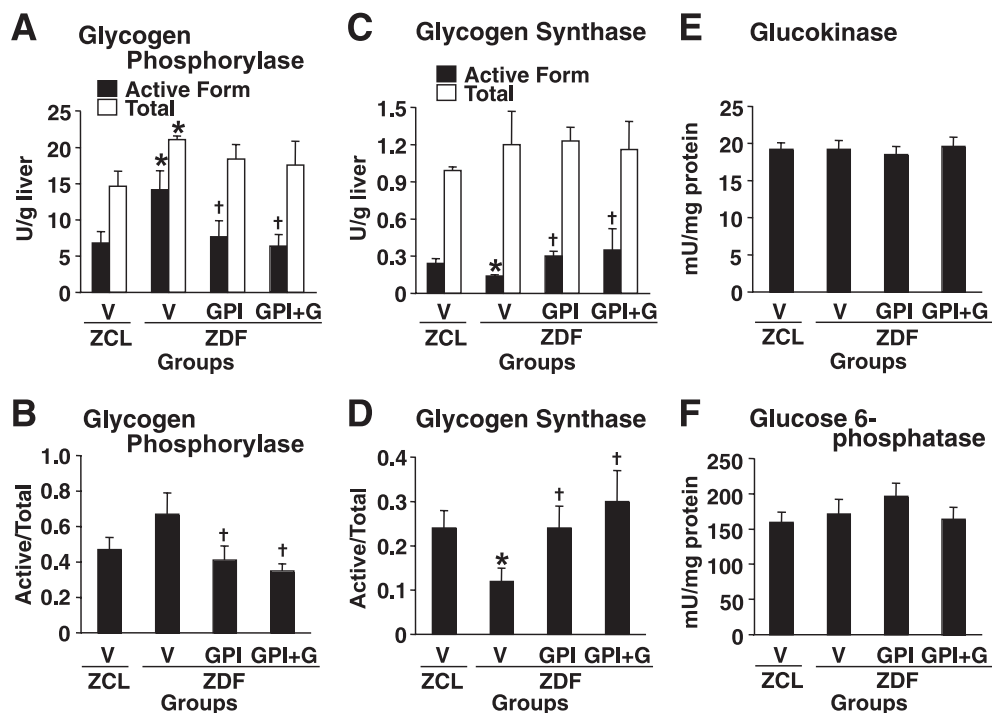 A
Glycogen
Phosphorylase
Active Form
Total
U/g liver
25
20
15
10
5
0
*
*
†
†
V
V
GPI
GPI+G
ZCL
ZDF
Groups
C
Glycogen Synthase
Active Form
Total
U/g liver
1.5
1.2
0.9
0.6
0.3
0
*
†
†
V
V
GPI
GPI+G
ZCL
ZDF
Groups
E
Glucokinase
mU/mg protein
25
20
15
10
5
0
V
V
GPI
GPI+G
ZCL
ZDF
Groups
B
Glycogen
Phosphorylase
Active/Total
1.0
0.8
0.6
0.4
0.2
0
†
†
V
V
GPI
GPI+G
ZCL
ZDF
Groups
D
Glycogen Synthase
Active/Total
0.4
0.3
0.2
0.1
0
*
†
†
V
V
GPI
GPI+G
ZCL
ZDF
Groups
F
Glucose 6-
phosphatase
mU/mg protein
250
200
150
100
50
0
V
V
GPI
GPI+G
ZCL
ZDF
Groups